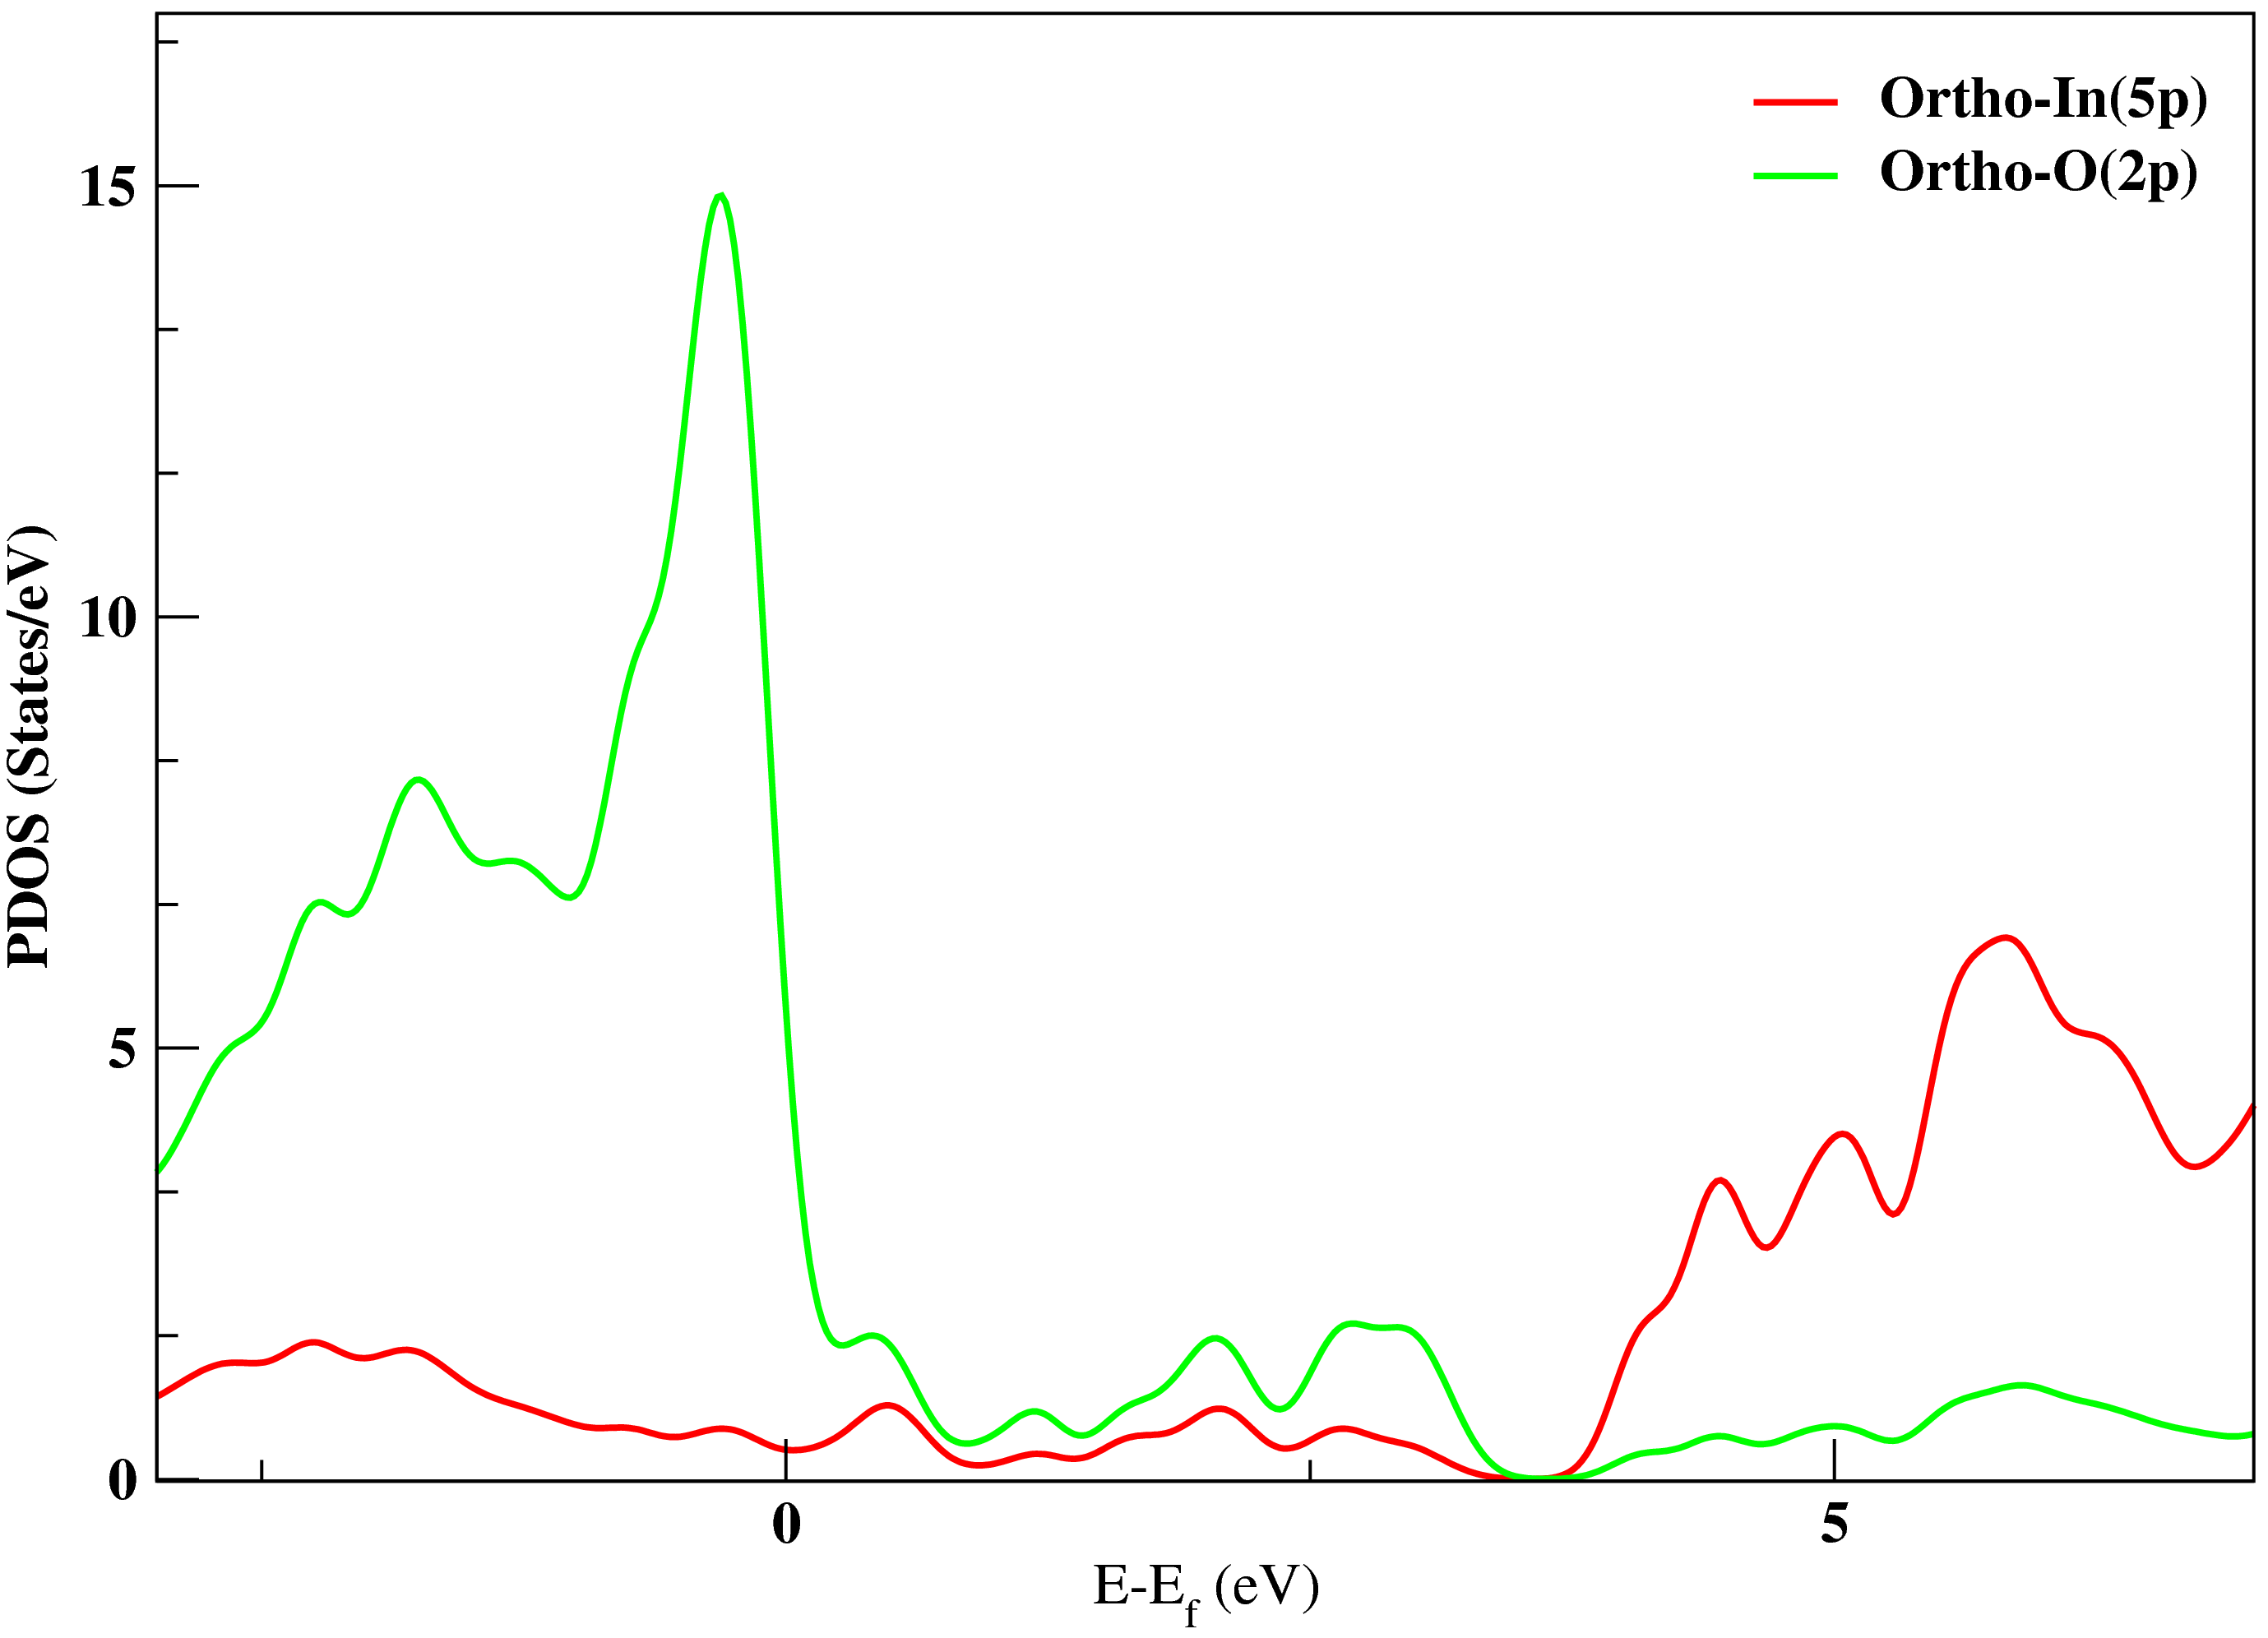 Ortho-In(5p)
Ortho-O(2p)
PDOS (States/eV)
15
10
5
0
0
5
E-Ef (eV)